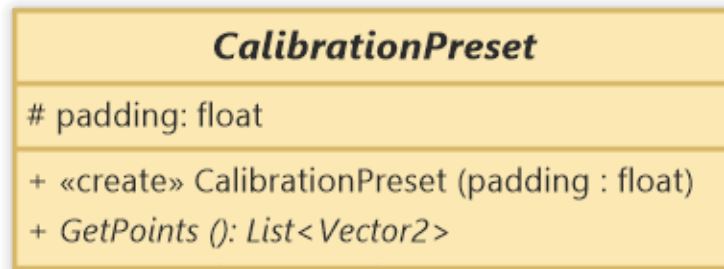 CalibrationPreset
# padding: float
+ «create» CalibrationPreset (padding : float)
+ GetPoints (): List<Vector2>